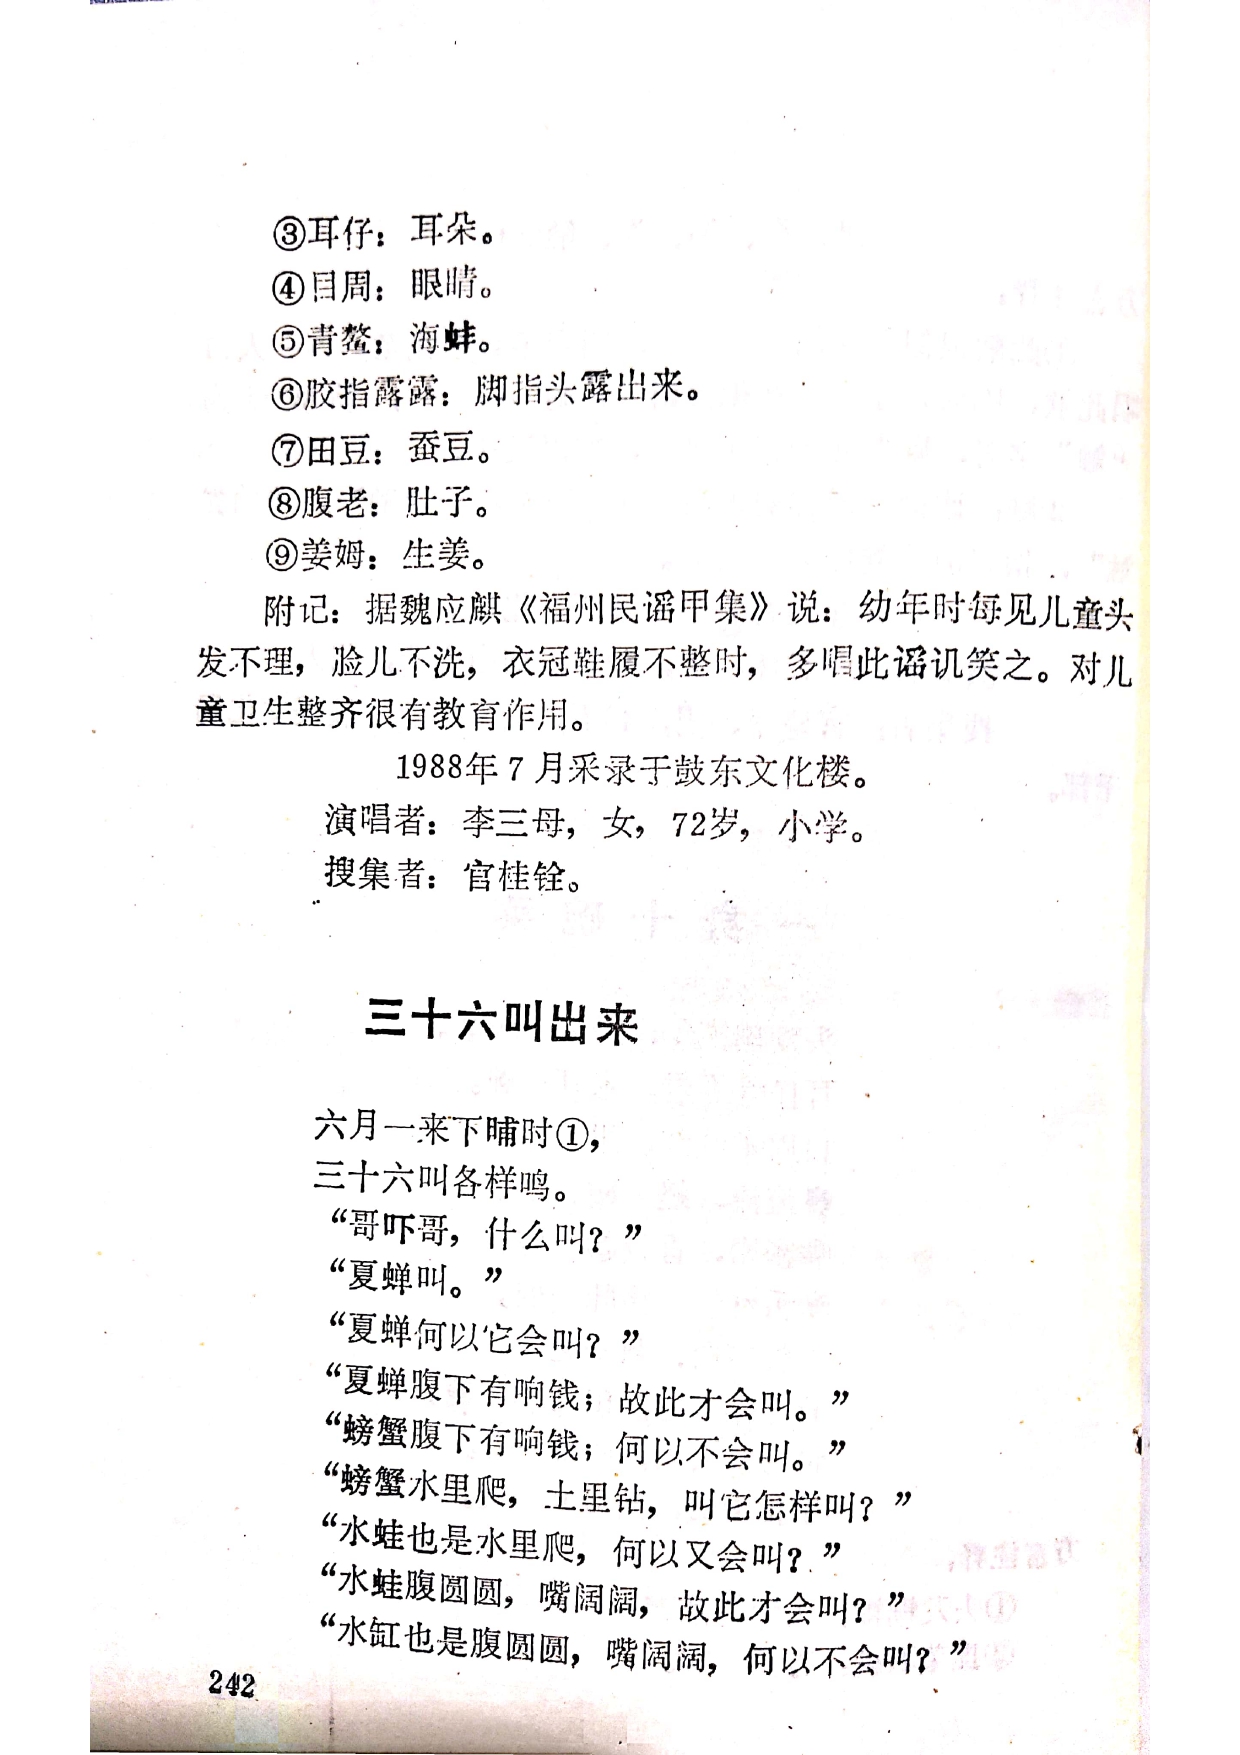 ③耳仔：耳朵。
④目周：眼睛。
⑤青螯：海蚌。
⑥胶指露露：脚指头露出来。
⑦田豆：蚕豆。
⑧腹老：肚子。
⑨姜姆：生姜。
附记：据魏应麒《福州民谣甲集》说：幼年时每见儿童头
发不理，脸儿不洗，衣冠鞋履不整时，多唱此谣讥笑之。对儿
童卫生整齐很有教育作用。
1988年7月采录于鼓东文化楼。
演唱者：李三母，女，72岁，小学。
搜集者：官桂铨。
三十六叫出来
六月一来下晡时①，
三十六叫各样鸣。
“哥吓哥，什么叫？”
“夏蝉叫。”
“夏蝉何以它会叫？”
“夏蝉腹下有响钱；故此才会叫。”
“螃蟹腹下有响钱；何以不会叫。”
“螃蟹水里爬，土里钻，叫它怎样叫？”
“水蛙也是水里爬，何以又会叫？”
“水蛙腹圆圆，嘴阔阔，故此才会叫？”
“水缸也是腹圆圆，嘴阔阔，何以不会叫？”
242